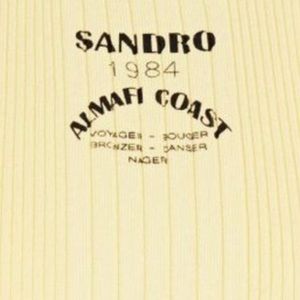 SANDRO
1984
ALMAFI COAST
VOYAGER - BOUGER
BRONZER - DANSER
NAGER